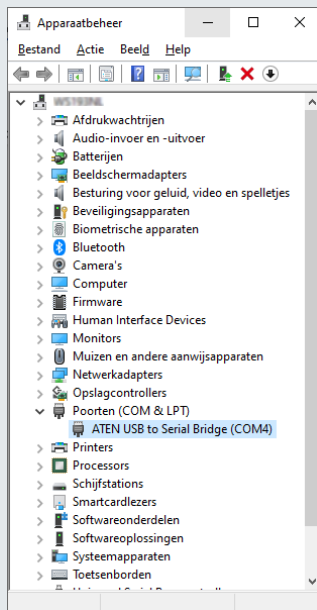 Apparaatbeheer
Bestand Actie Beeld Help
Afdrukwachtrijen
Audio-invoer en -uitvoer
Batterijen
Beeldschermadapters
Besturing voor geluid, video en spelletjes
Beveiligingsapparaten
Biometrische apparaten
Bluetooth
Camera's
Computer
Firmware
Human Interface Devices
Monitors
Muizen en andere aanwijsapparaten
Netwerkadapters
Opslagcontrollers
Poorten (COM & LPT)
ATEN USB to Serial Bridge (COM4)
Printers
Processors
Schijfstations
Smartcardlezers
Softwareonderdelen
Softwareoplossingen
Systeemapparaten
Toetsenborden